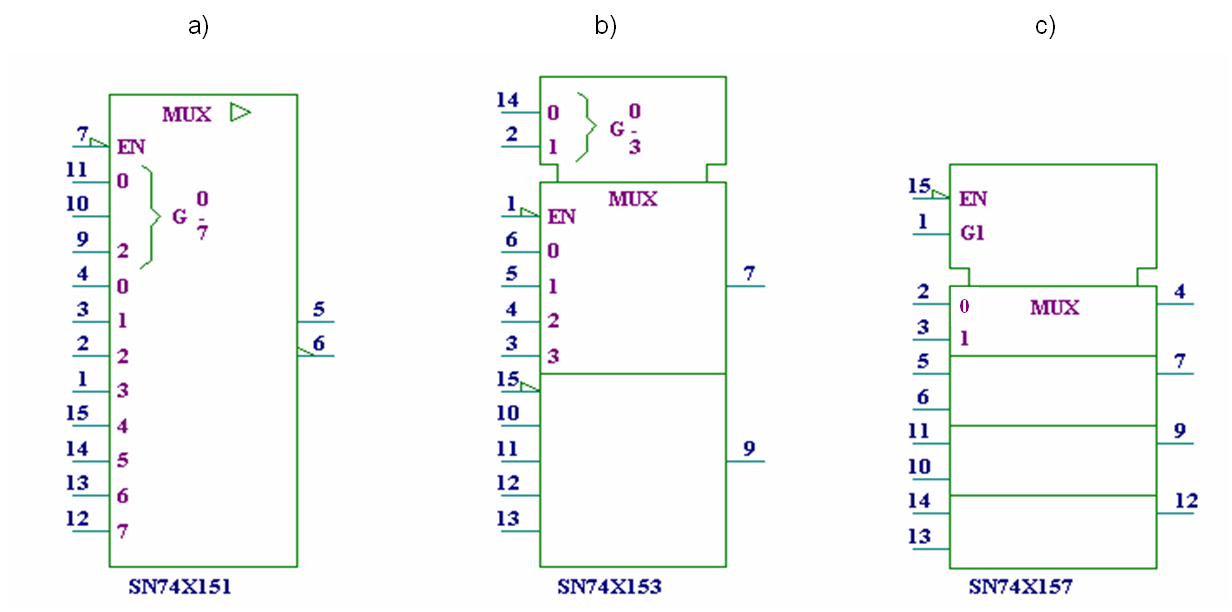 a)
MUX
7 EN
11 0
0
10 G -
7
9 2
4 0
3 1 5
2 2 6
1 3
15 4
14 5
13 6
12 7
SN74X151
b)
14 0
0
G -
3
2 1
MUX
1 EN
6 0
5 1 7
4 2
3 3
15
10
11 9
12
13
SN74X153
c)
15 EN
1 G1
2 0 MUX 4
3 1
5 7
6
11 9
10
14 12
13
SN74X157